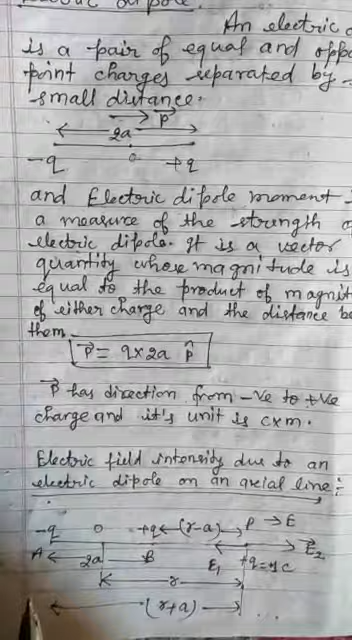 An electric
is a pair of equal and oppo
point charges separated by
small distance.
→ →P
2a
-q o +q
and Electric dipole moment
a measure of the strength o
electric dipole. It is a vector
quantity whose magnitude is
equal to the product of magnit
of either charge and the distance be
them.
→P = q×2a p̂
→P has direction from -ve to +ve
charge and it's unit is c×m.
Electric field intensity due to an
electric dipole on an axial line:-
-q O +q ←(r-a)→ P → E
A ← 2a → B E₁ +q=1C →E₂
r
(r+a)